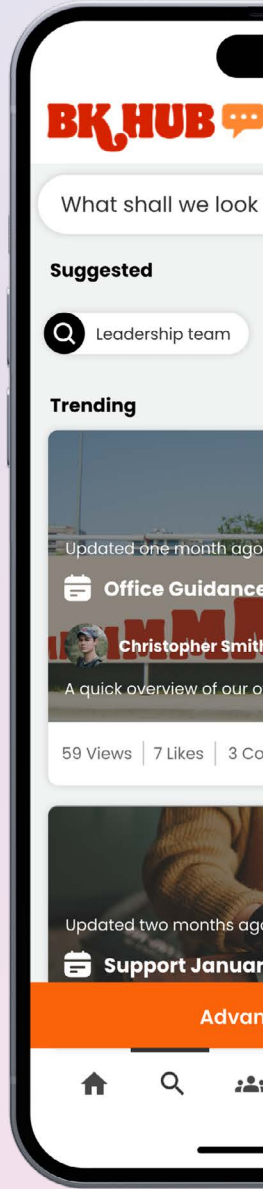 BK HUB
What shall we look
Suggested
Leadership team
Trending
Updated one month ago
Office Guidance
Christopher Smith
A quick overview of our o
59 Views | 7 Likes | 3 Co
Updated two months ago
Support Januar
Advan